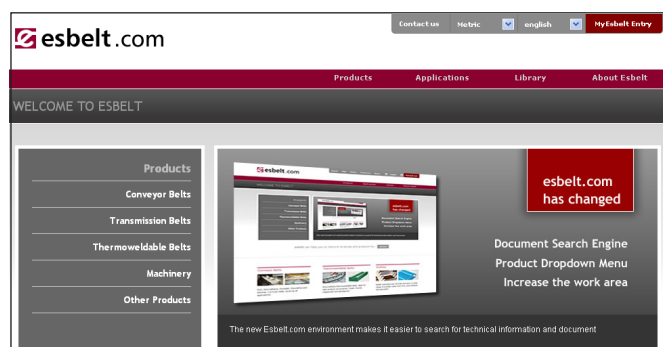 Contact us Metric english MyEsbelt Entry
esbelt.com
Products Applications Library About Esbelt
WELCOME TO ESBELT
Products
Conveyor Belts
Transmission Belts
Thermoweldable Belts
Machinery
Other Products
esbelt.com
esbelt.com
has changed
Document Search Engine
Product Dropdown Menu
Increase the work area
The new Esbelt.com environment makes it easier to search for technical information and document